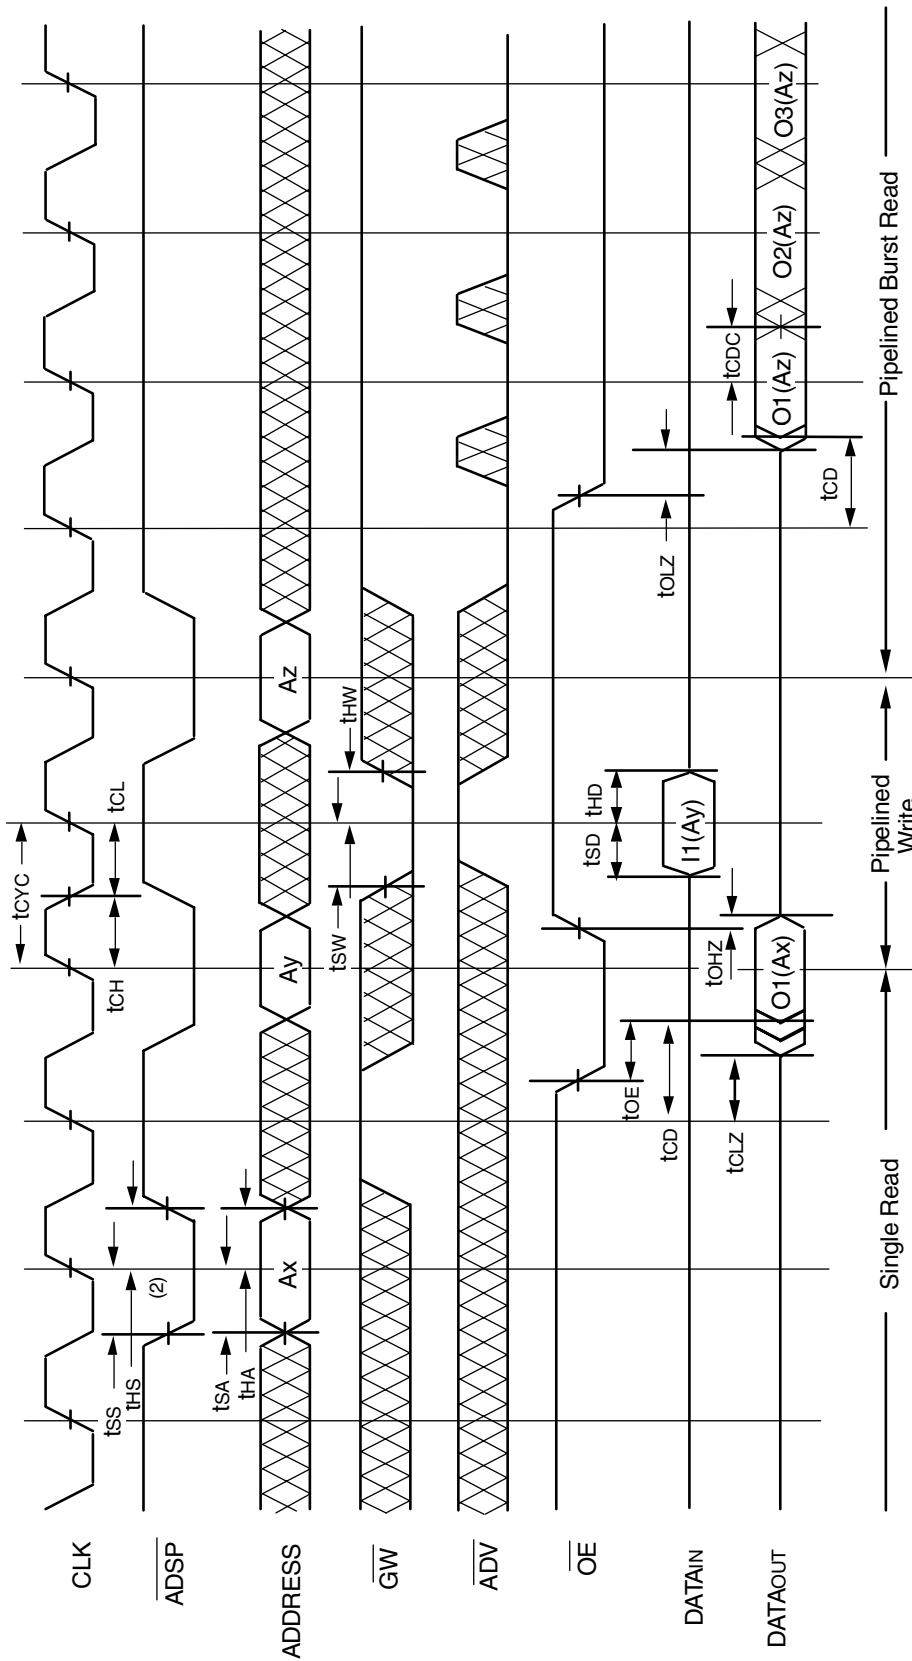 CLK
tCYC
tCH
tCL
ADSP
tSS
tHS
(2)
ADDRESS
tSA
tHA
Ax
Ay
Az
GW
tSW
tHW
ADV
OE
tOE
tOLZ
DATAIN
tCD
tSD
tHD
I1(Ay)
DATAOUT
tCLZ
tOHZ
O1(Ax)
tCDC
O1(Az)
O2(Az)
O3(Az)
tCD
Single Read
Pipelined
Write
Pipelined Burst Read